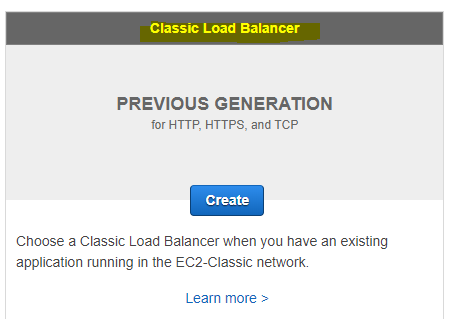 Classic Load Balancer
PREVIOUS GENERATION
for HTTP, HTTPS, and TCP
Create
Choose a Classic Load Balancer when you have an existing
application running in the EC2-Classic network.
Learn more >